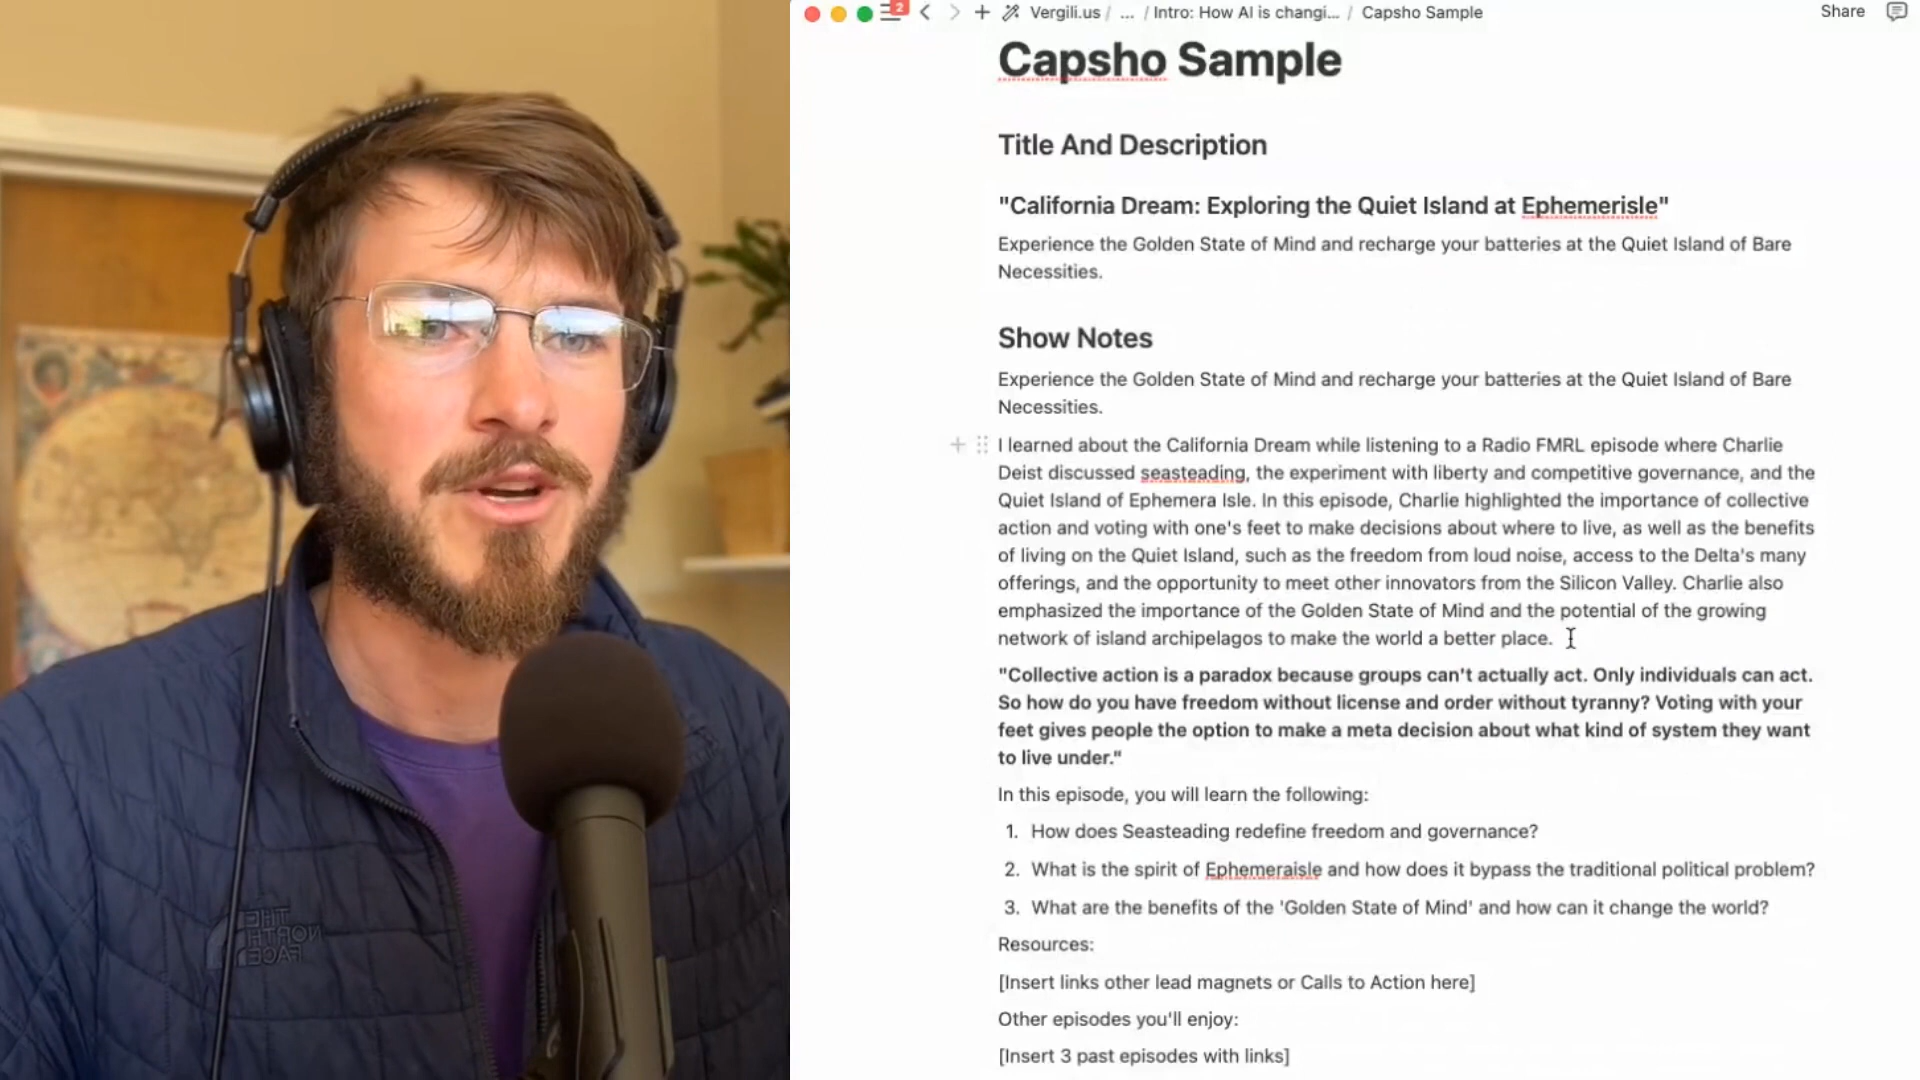 2
Vergili.us / ... / Intro: How AI is changi... / Capsho Sample
Share
Capsho Sample
Title And Description
"California Dream: Exploring the Quiet Island at Ephemerisle"
Experience the Golden State of Mind and recharge your batteries at the Quiet Island of Bare
Necessities.
Show Notes
Experience the Golden State of Mind and recharge your batteries at the Quiet Island of Bare
Necessities.
I learned about the California Dream while listening to a Radio FMRL episode where Charlie
Deist discussed seasteading, the experiment with liberty and competitive governance, and the
Quiet Island of Ephemera Isle. In this episode, Charlie highlighted the importance of collective
action and voting with one's feet to make decisions about where to live, as well as the benefits
of living on the Quiet Island, such as the freedom from loud noise, access to the Delta's many
offerings, and the opportunity to meet other innovators from the Silicon Valley. Charlie also
emphasized the importance of the Golden State of Mind and the potential of the growing
network of island archipelagos to make the world a better place.
"Collective action is a paradox because groups can't actually act. Only individuals can act.
So how do you have freedom without license and order without tyranny? Voting with your
feet gives people the option to make a meta decision about what kind of system they want
to live under."
In this episode, you will learn the following:
1. How does Seasteading redefine freedom and governance?
2. What is the spirit of Ephemeraisle and how does it bypass the traditional political problem?
3. What are the benefits of the 'Golden State of Mind' and how can it change the world?
Resources:
[Insert links other lead magnets or Calls to Action here]
Other episodes you'll enjoy:
[Insert 3 past episodes with links]
THE
NORTH
FACE